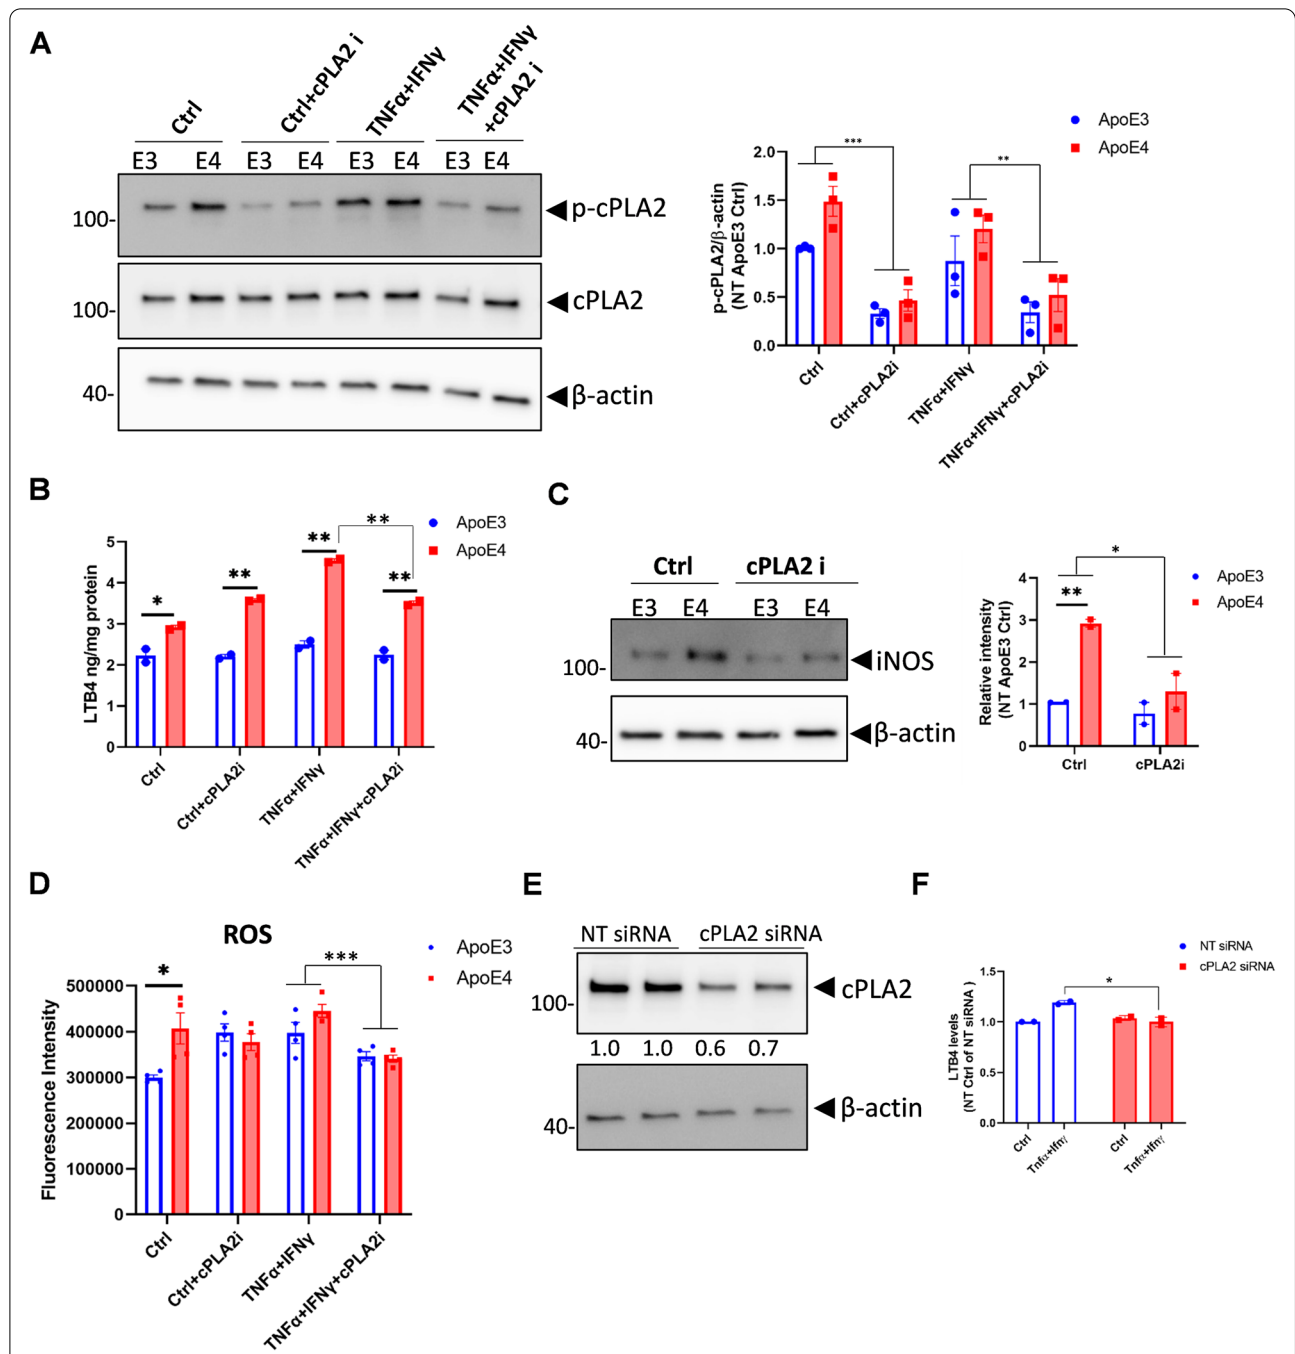 A
Ctrl
Ctrl+cPLA2 i
TNFα+IFNγ
TNFα+IFNγ
+cPLA2 i
E3 E4 E3 E4 E3 E4 E3 E4
100-
p-cPLA2
100-
cPLA2
40-
β-actin
ApoE3
ApoE4
p-cPLA2/β-actin
(NT ApoE3 Ctrl)
2.0
1.5
1.0
0.5
0.0
***
**
Ctrl
Ctrl+cPLA2i
TNFα+IFNγ
TNFα+IFNγ+cPLA2i
B
ApoE3
ApoE4
LTB4 ng/mg protein
5
4
3
2
1
0
*
**
**
**
**
Ctrl
Ctrl+cPLA2i
TNFα+IFNγ
TNFα+IFNγ+cPLA2i
C
Ctrl cPLA2 i
E3 E4 E3 E4
100-
iNOS
40-
β-actin
ApoE3
ApoE4
Relative intensity
(NT ApoE3 Ctrl)
4
3
2
1
0
**
*
Ctrl cPLA2i
D
ROS
ApoE3
ApoE4
Fluorescence Intensity
500000
400000
300000
200000
100000
0
*
***
Ctrl
Ctrl+cPLA2i
TNFα+IFNγ
TNFα+IFNγ+cPLA2i
E
NT siRNA cPLA2 siRNA
100-
cPLA2
1.0 1.0 0.6 0.7
40-
β-actin
F
NT siRNA
cPLA2 siRNA
LTB4 levels
(NT Ctrl of NT siRNA )
1.5
1.0
0.5
0.0
*
Ctrl
Tnfα+Ifnγ
Ctrl
Tnfα+Ifnγ